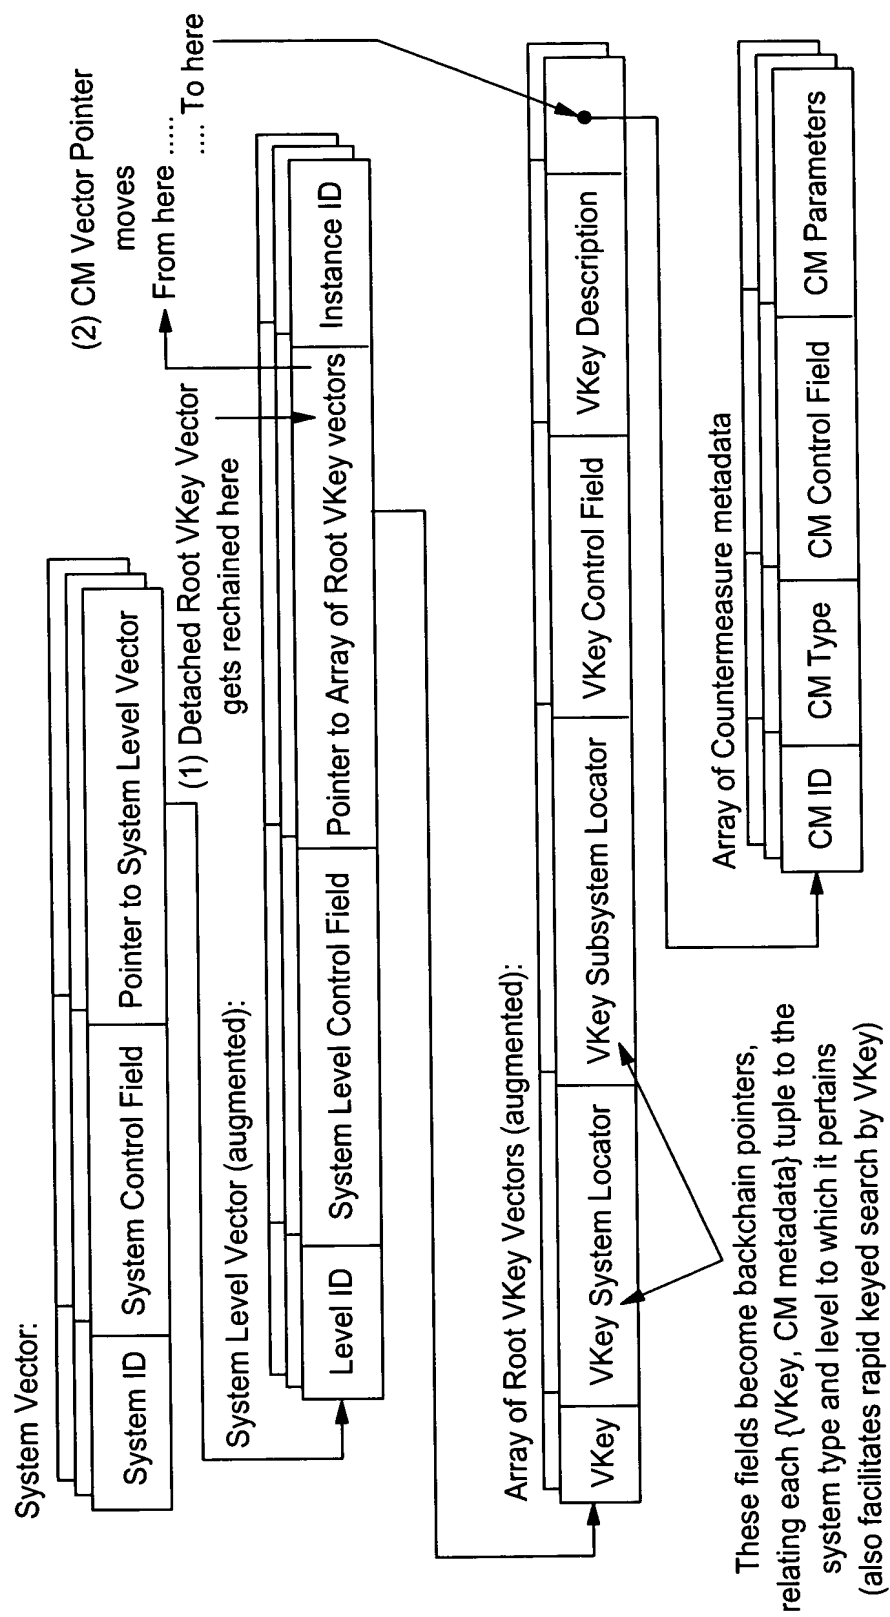 System Vector:
System ID
System Control Field
Pointer to System Level Vector
(1) Detached Root VKey Vector
gets rechained here
(2) CM Vector Pointer
moves
From here ......
..... To here
System Level Vector (augmented):
Level ID
System Level Control Field
Pointer to Array of Root VKey vectors
Instance ID
Array of Root VKey Vectors (augmented):
VKey
VKey System Locator
VKey Subsystem Locator
VKey Control Field
VKey Description
Array of Countermeasure metadata
CM ID
CM Type
CM Control Field
CM Parameters
These fields become backchain pointers,
relating each {VKey, CM metadata} tuple to the
system type and level to which it pertains
(also facilitates rapid keyed search by VKey)